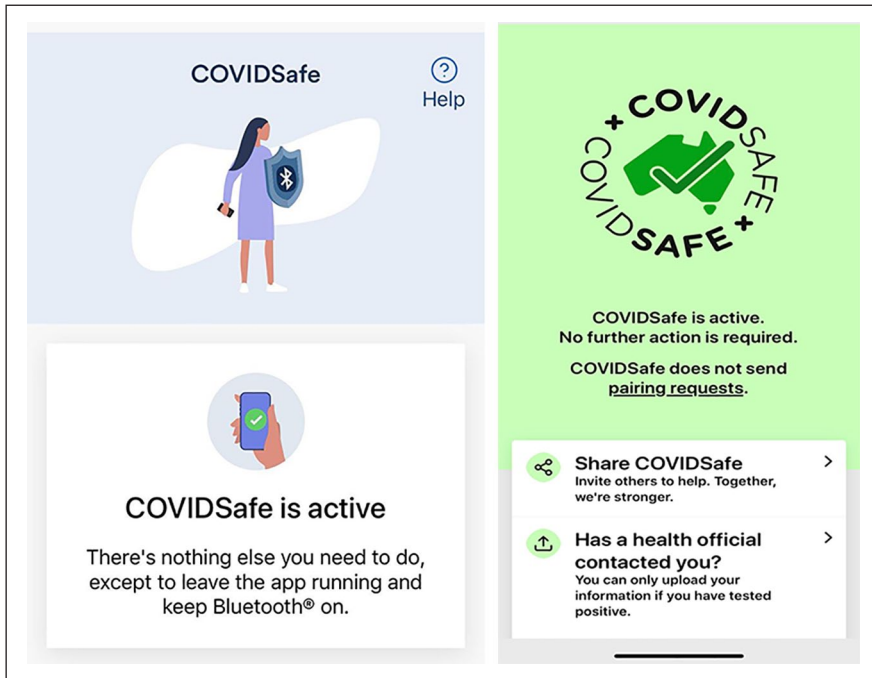 COVIDSafe
Help
COVIDSafe is active
There's nothing else you need to do,
except to leave the app running and
keep Bluetooth® on.
+ COVIDSAFE
COVIDSAFE +
COVIDSafe is active.
No further action is required.
COVIDSafe does not send
pairing requests.
Share COVIDSafe
Invite others to help. Together,
we're stronger.
Has a health official
contacted you?
You can only upload your
information if you have tested
positive.